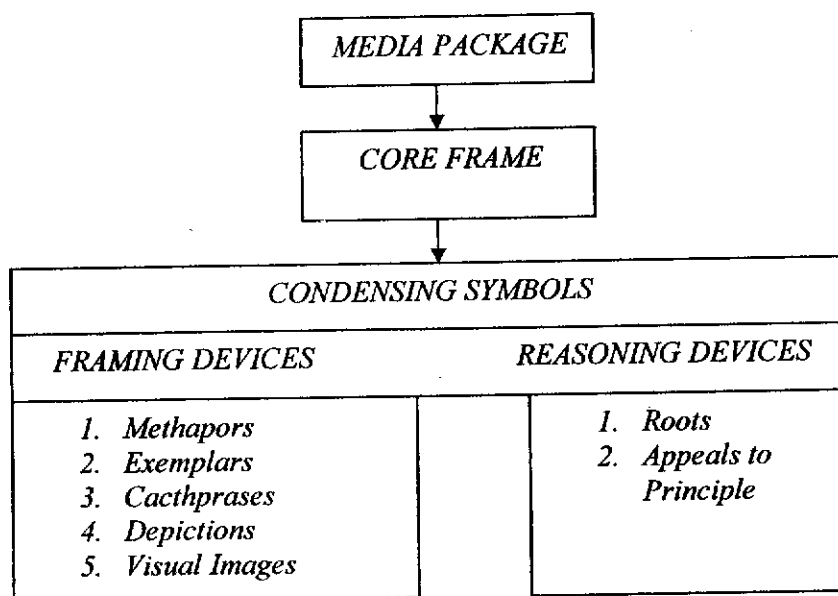 MEDIA PACKAGE
CORE FRAME
CONDENSING SYMBOLS
FRAMING DEVICES
REASONING DEVICES
1. Methapors
2. Exemplars
3. Cacthprases
4. Depictions
5. Visual Images
1. Roots
2. Appeals to
Principle